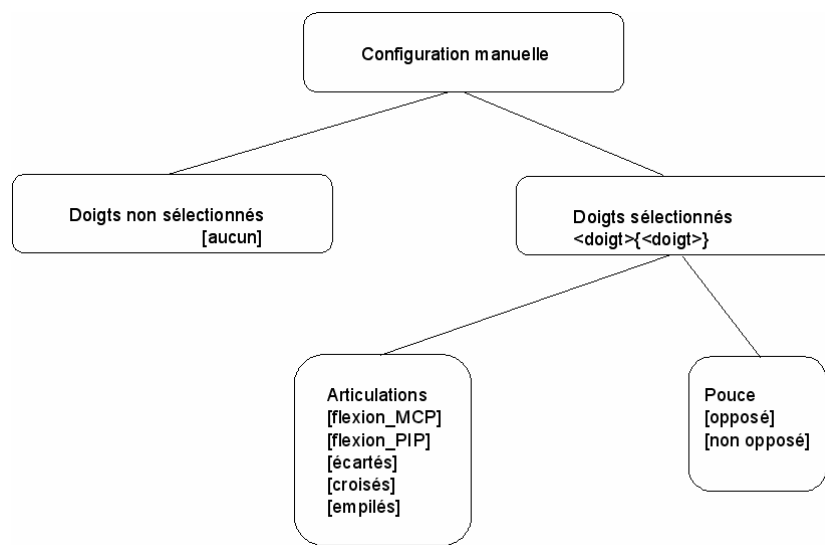 Configuration manuelle
Doigts non sélectionnés
[aucun]
Doigts sélectionnés
<doigt>{<doigt>}
Articulations
[flexion_MCP]
[flexion_PIP]
[écartés]
[croisés]
[empilés]
Pouce
[opposé]
[non opposé]